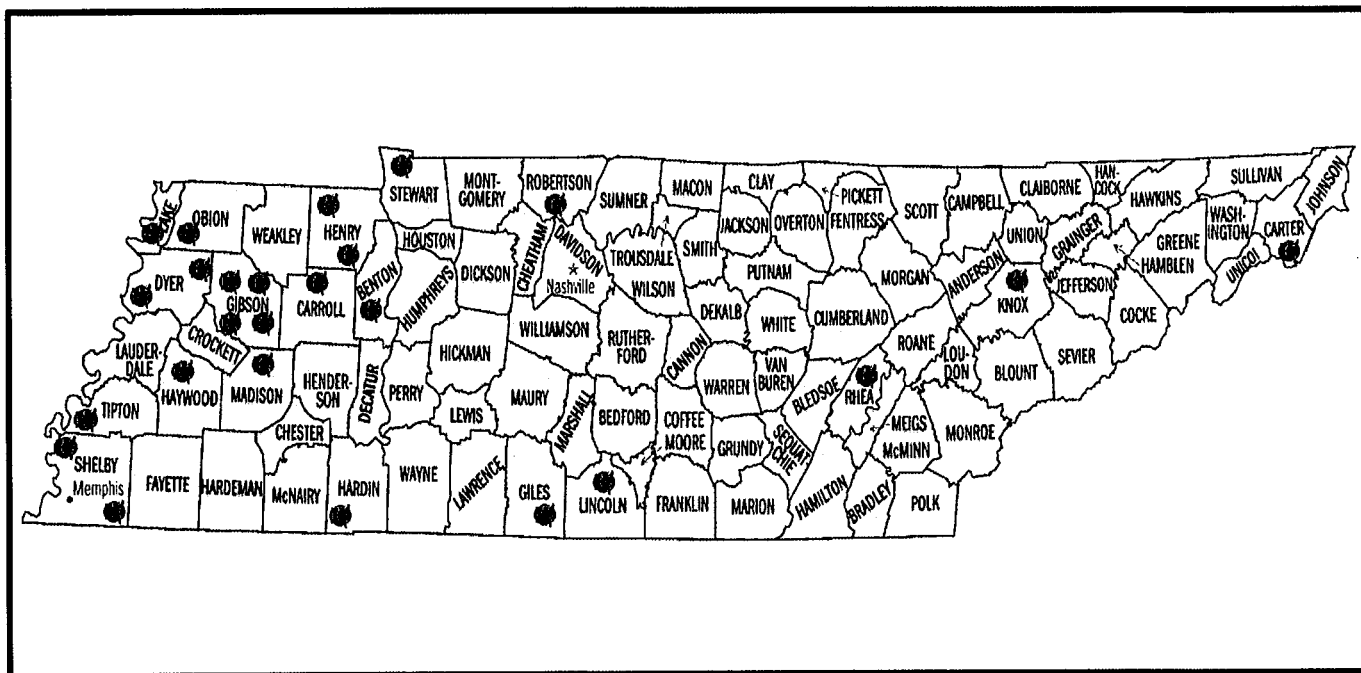 STEWART
MONT-
GOMERY
ROBERTSON
SUMNER
MACON
CLAY
PICKETT
FENTRESS
SCOTT
CAMPBELL
CLAIBORNE
HAN-
COCK
HAWKINS
SULLIVAN
JOHNSON
LAKE
OBION
WEAKLEY
HENRY
HOUSTON
CHEATHAM
DAVIDSON
Nashville
TROUSDALE
WILSON
SMITH
JACKSON
OVERTON
UNION
GRAINGER
GREENE
HAMBLEN
WASH-
INGTON
UNICOI
CARTER
DYER
GIBSON
CARROLL
BENTON
HUMPHREYS
DICKSON
PUTNAM
MORGAN
ANDERSON
KNOX
JEFFERSON
COCKE
CROCKETT
WILLIAMSON
RUTHER-
FORD
CANNON
DEKALB
WHITE
CUMBERLAND
ROANE
LOU-
DON
BLOUNT
SEVIER
LAUDER-
DALE
HAYWOOD
MADISON
HENDER-
SON
DECATUR
PERRY
HICKMAN
LEWIS
MAURY
MARSHALL
BEDFORD
COFFEE
MOORE
WARREN
VAN
BUREN
BLEDSOE
RHEA
MEIGS
McMINN
MONROE
TIPTON
CHESTER
GRUNDY
SEQUAT-
CHIE
SHELBY
Memphis
FAYETTE
HARDEMAN
McNAIRY
HARDIN
WAYNE
LAWRENCE
GILES
LINCOLN
FRANKLIN
MARION
HAMILTON
BRADLEY
POLK